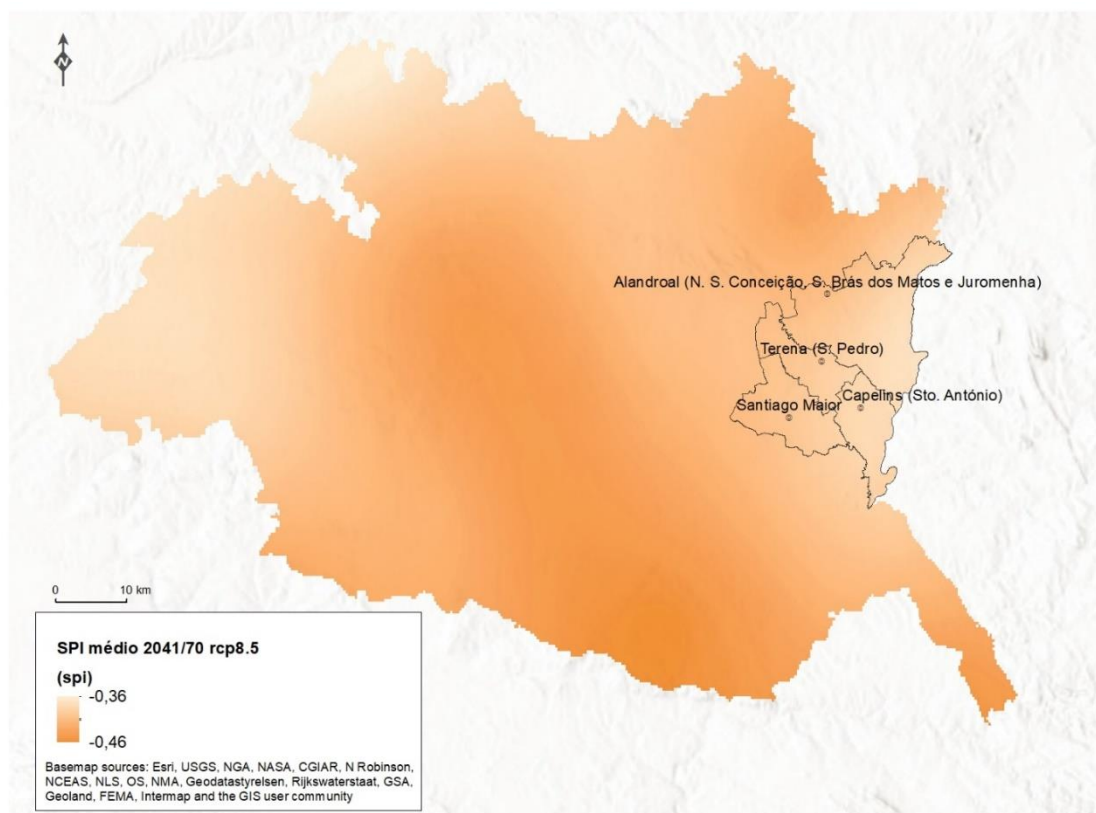 N
Alandroal (N. S. Conceição, S. Brás dos Matos e Juromenha)
Terena (S. Pedro)
Capelins (Sto. António)
Santiago Maior
0 10 km
SPI médio 2041/70 rcp8.5
(spi)
-0,36
-0,46
Basemap sources: Esri, USGS, NGA, NASA, CGIAR, N Robinson,
NCEAS, NLS, OS, NMA, Geodatastyrelsen, Rijkswaterstaat, GSA,
Geoland, FEMA, Intermap and the GIS user community